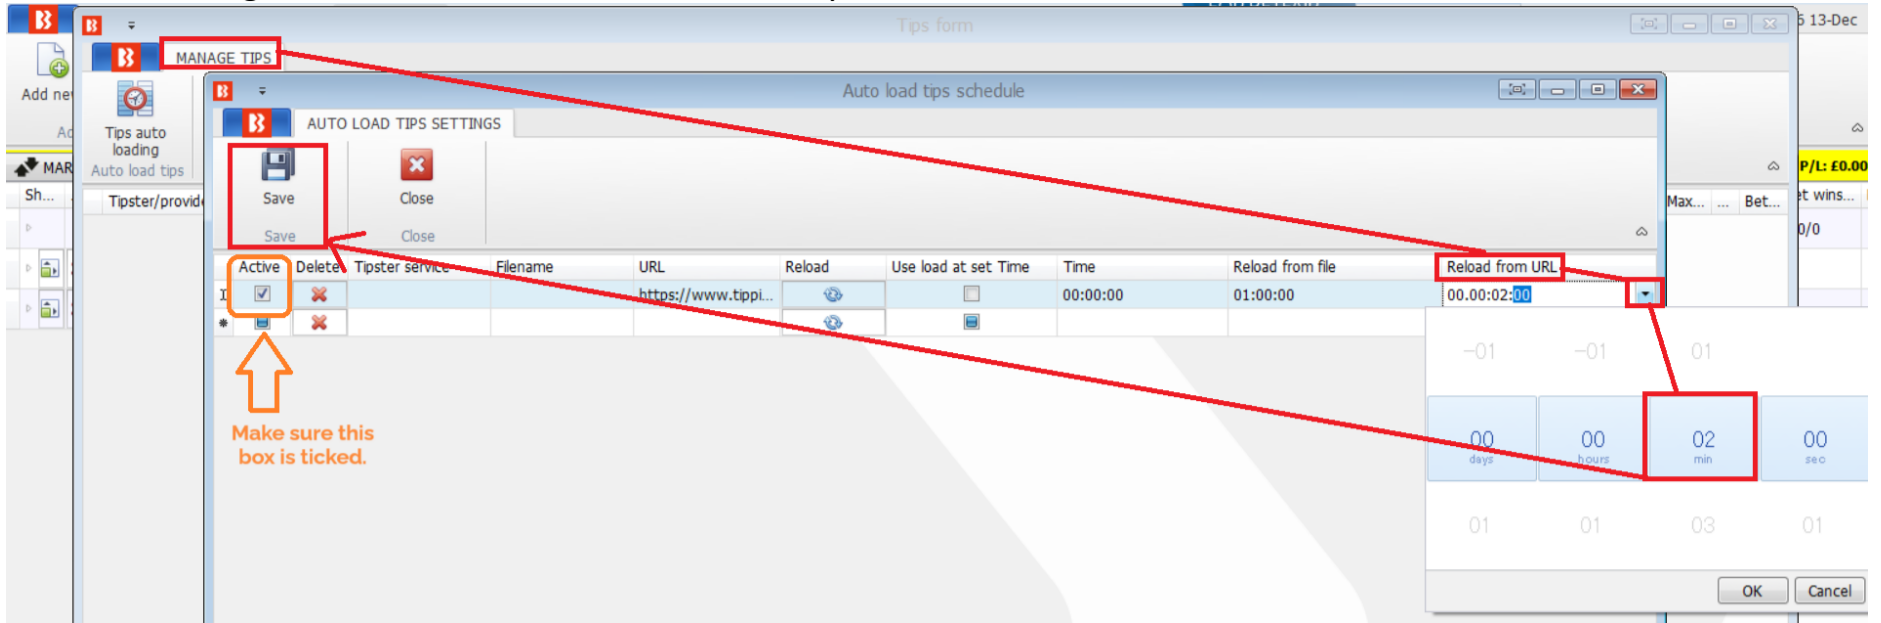 Tips form
5 13-Dec
MANAGE TIPS
Add ne
Tips auto
loading
Auto load tips
MAR
Sh...
Tipster/provide
Auto load tips schedule
AUTO LOAD TIPS SETTINGS
Save
Close
Save
Close
P/L: £0.00
Max... ... Bet...
et wins...
0/0
Active Delete Tipster service Filename URL Reload Use load at set Time Time Reload from file Reload from URL
https://www.tippi... 00:00:00 01:00:00 00.00:02:00
Make sure this
box is ticked.
-01 -01 01
00 00 02 00
days hours min sec
01 01 03 01
OK Cancel